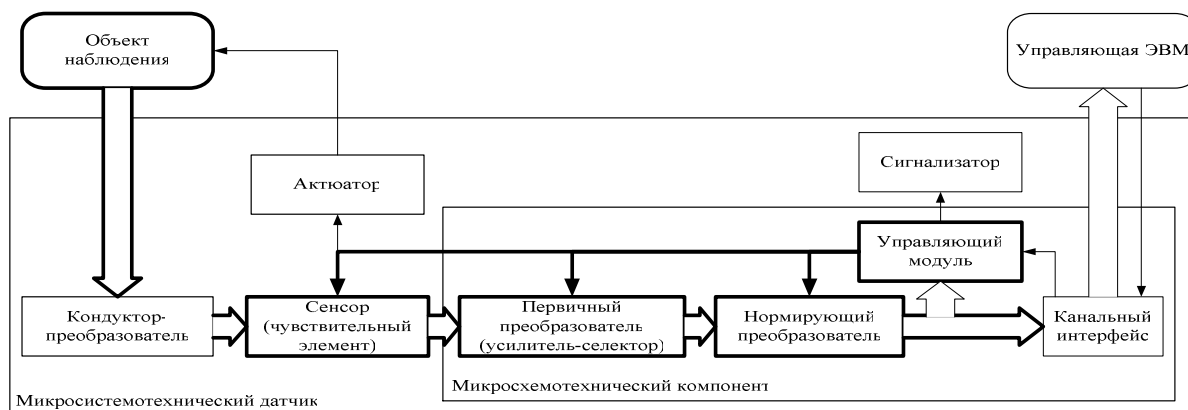 Объект
наблюдения
Управляющая ЭВМ
Актюатор
Сигнализатор
Управляющий
модуль
Кондуктор-
преобразователь
Сенсор
(чувствительный
элемент)
Первичный
преобразователь
(усилитель-селектор)
Нормирующий
преобразователь
Канальный
интерфейс
Микросхемотехнический компонент
Микросистемотехнический датчик